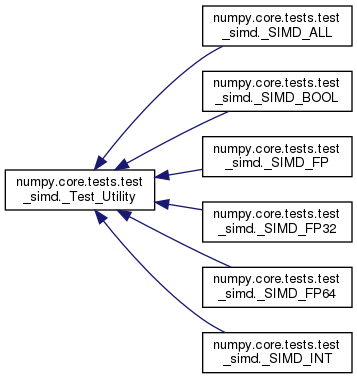 numpy.core.tests.test
_simd._SIMD_ALL
numpy.core.tests.test
_simd._SIMD_BOOL
numpy.core.tests.test
_simd._SIMD_FP
numpy.core.tests.test
_simd._Test_Utility
numpy.core.tests.test
_simd._SIMD_FP32
numpy.core.tests.test
_simd._SIMD_FP64
numpy.core.tests.test
_simd._SIMD_INT